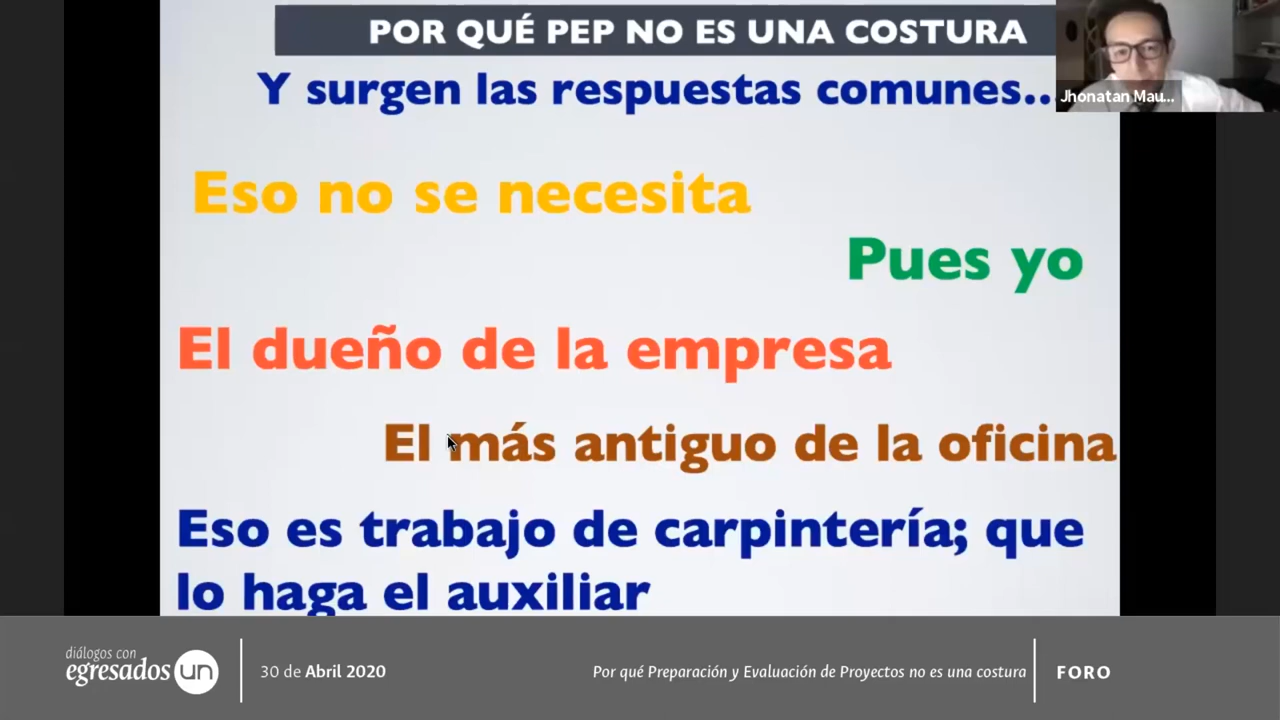 POR QUÉ PEP NO ES UNA COSTURA
Y surgen las respuestas comunes...
Jhonatan Mau...
Eso no se necesita
Pues yo
El dueño de la empresa
El más antiguo de la oficina
Eso es trabajo de carpintería; que
lo haga el auxiliar
diálogos con
egresados un
30 de Abril 2020
Por qué Preparación y Evaluación de Proyectos no es una costura
FORO